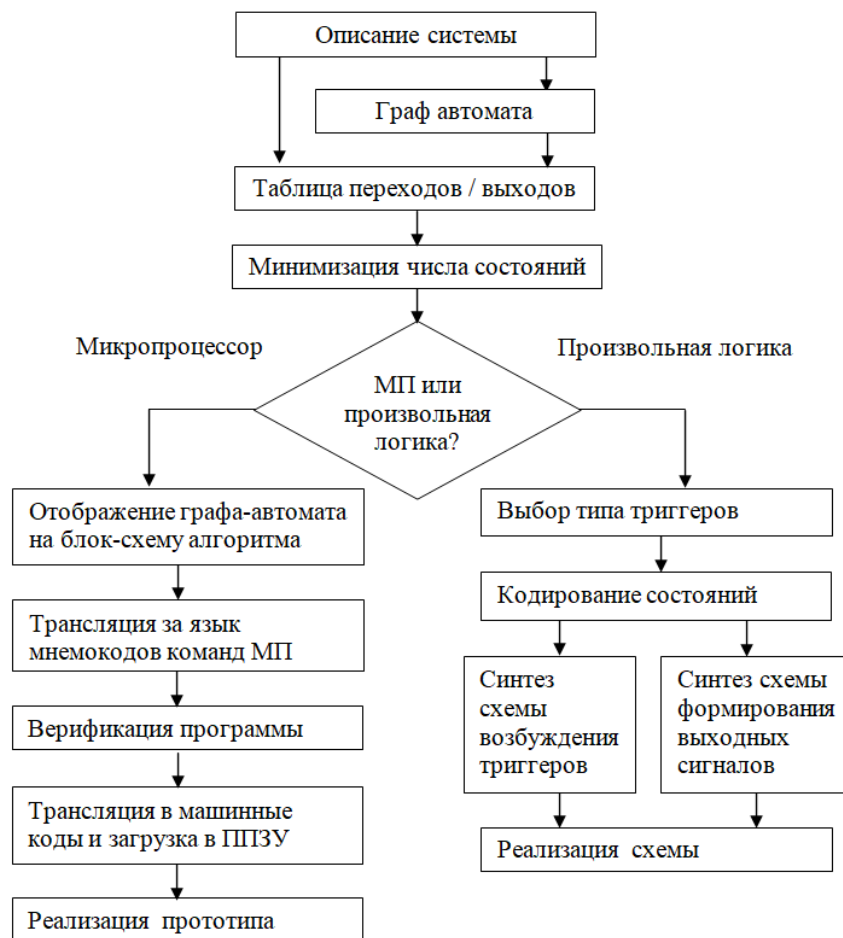 Описание системы
Граф автомата
Таблица переходов / выходов
Минимизация числа состояний
Микропроцессор
Произвольная логика
МП или
произвольная
логика?
Отображение графа-автомата
на блок-схему алгоритма
Трансляция за язык
мнемокодов команд МП
Верификация программы
Трансляция в машинные
коды и загрузка в ППЗУ
Реализация прототипа
Выбор типа триггеров
Кодирование состояний
Синтез
схемы
возбуждения
триггеров
Синтез схемы
формирования
выходных
сигналов
Реализация схемы